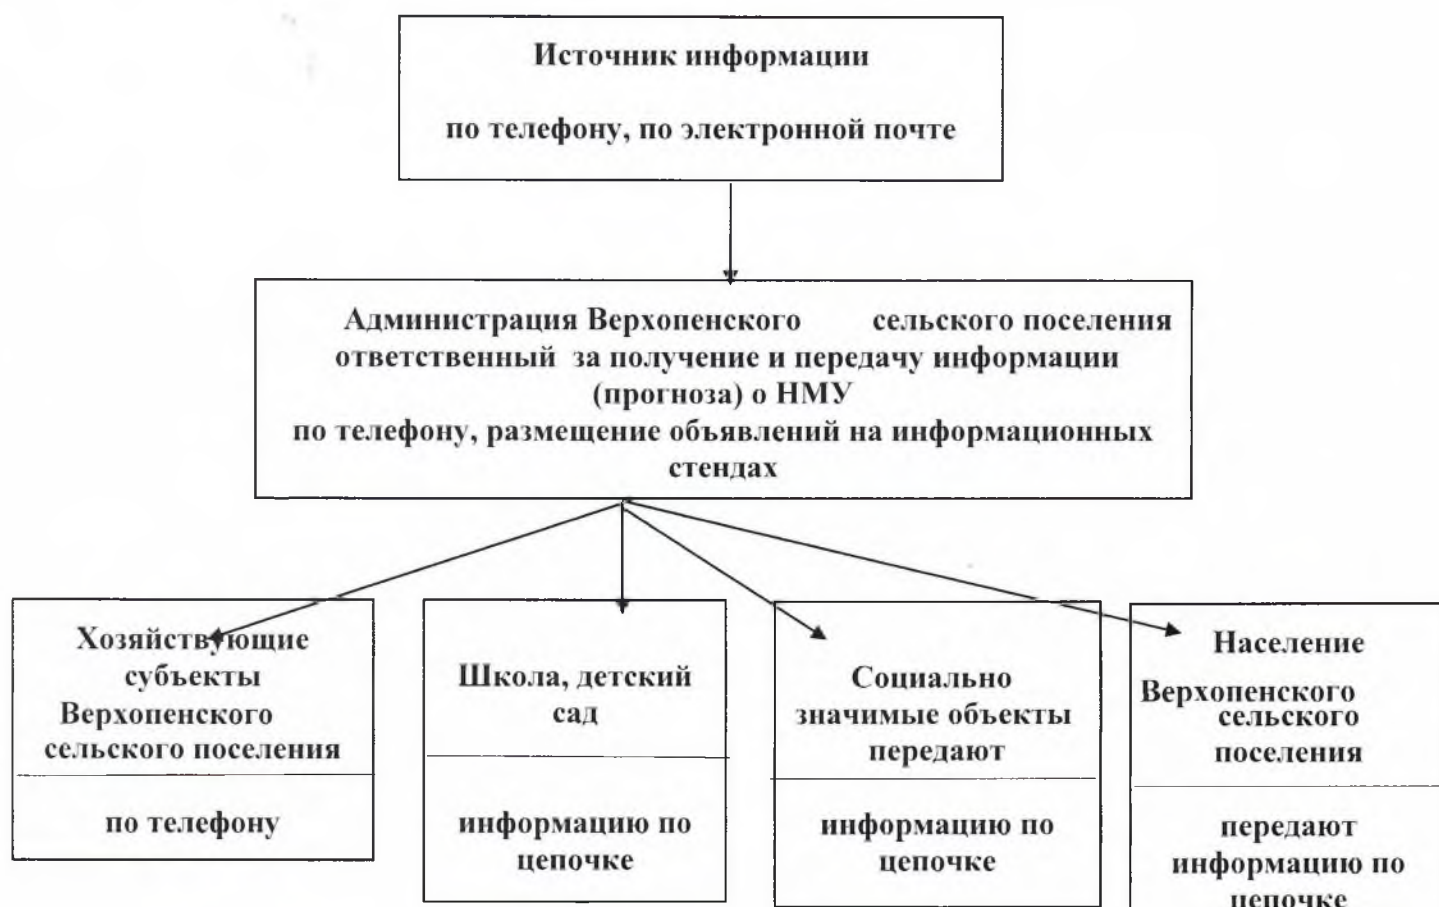 Источник информации
по телефону, по электронной почте
Администрация Верхопенского сельского поселения
ответственный за получение и передачу информации
(прогноза) о НМУ
по телефону, размещение объявлений на информационных
стендах
Хозяйствующие
субъекты
Верхопенского
сельского поселения
по телефону
Школа, детский
сад
информацию по
цепочке
Социально
значимые объекты
передают
информацию по
цепочке
Население
Верхопенского
сельского
поселения
передают
информацию по
цепочке